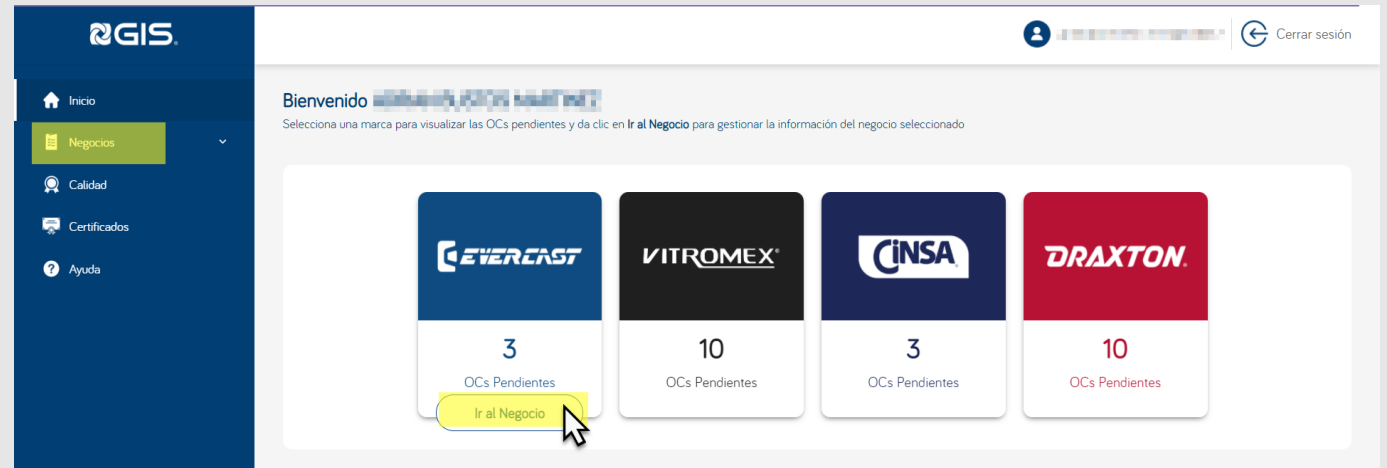 GIS.
Cerrar sesión
Inicio
Negocios
Calidad
Certificados
Ayuda
Bienvenido
Selecciona una marca para visualizar las OCs pendientes y da clic en Ir al Negocio para gestionar la información del negocio seleccionado
EVERCAST
VITROMEX®
CiNSA
DRAXTON.
3
OCs Pendientes
Ir al Negocio
10
OCs Pendientes
3
OCs Pendientes
10
OCs Pendientes